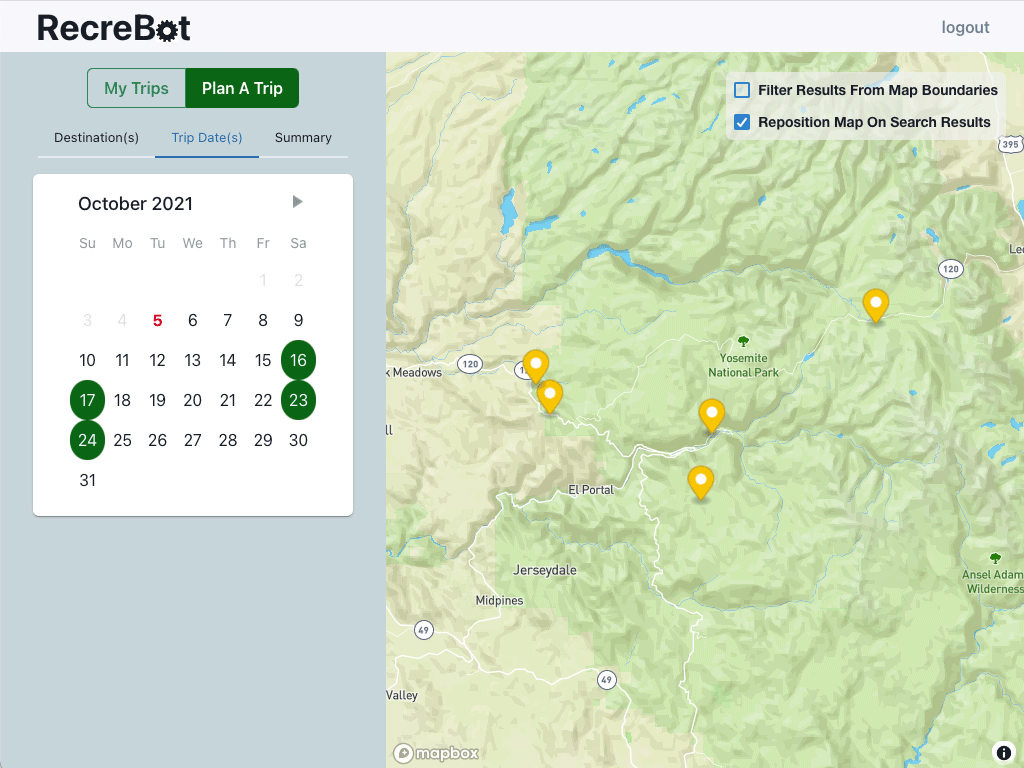 RecreBot
logout
My Trips
Plan A Trip
Destination(s)
Trip Date(s)
Summary
October 2021
Su Mo Tu We Th Fr Sa
1 2
3 4 5 6 7 8 9
10 11 12 13 14 15 16
17 18 19 20 21 22 23
24 25 26 27 28 29 30
31
Filter Results From Map Boundaries
Reposition Map On Search Results
395
120
Yosemite
National Park
120
k Meadows
El Portal
Jerseydale
Ansel Adam
Wilderness
Midpines
49
49
Valley
mapbox